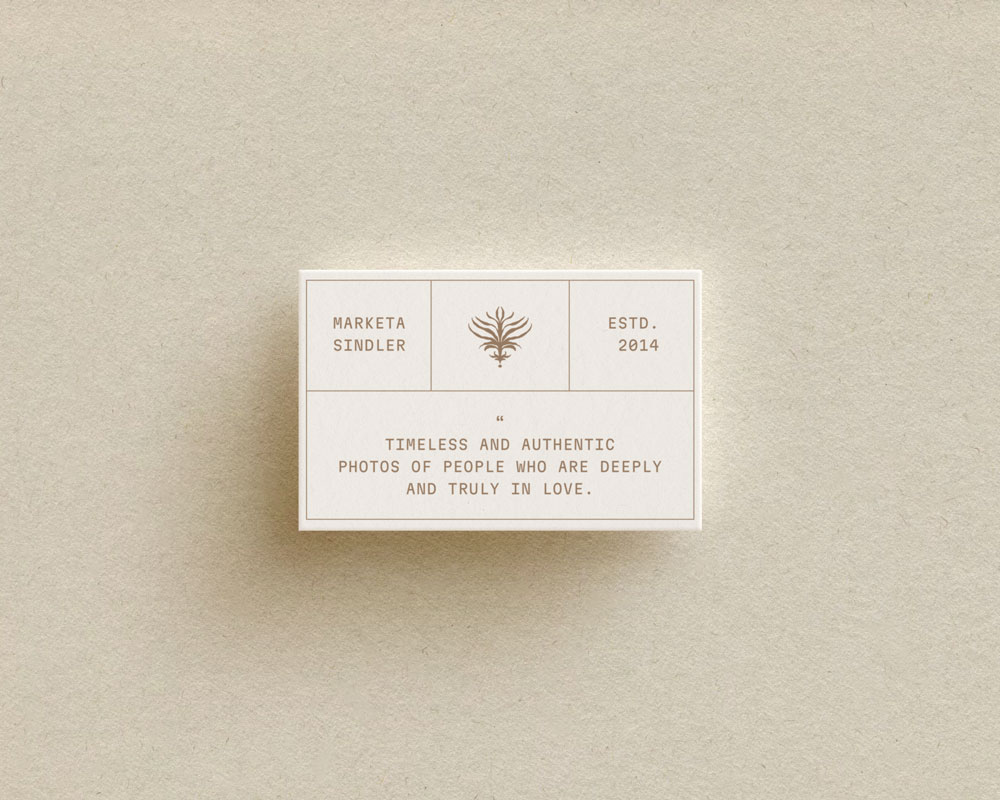 MARKETA
SINDLER
ESTD.
2014
“
TIMELESS AND AUTHENTIC
PHOTOS OF PEOPLE WHO ARE DEEPLY
AND TRULY IN LOVE.